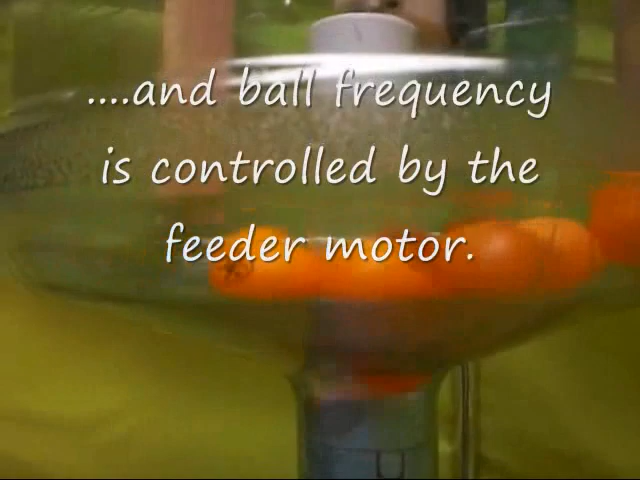 ....and ball frequency
is controlled by the
feeder motor.